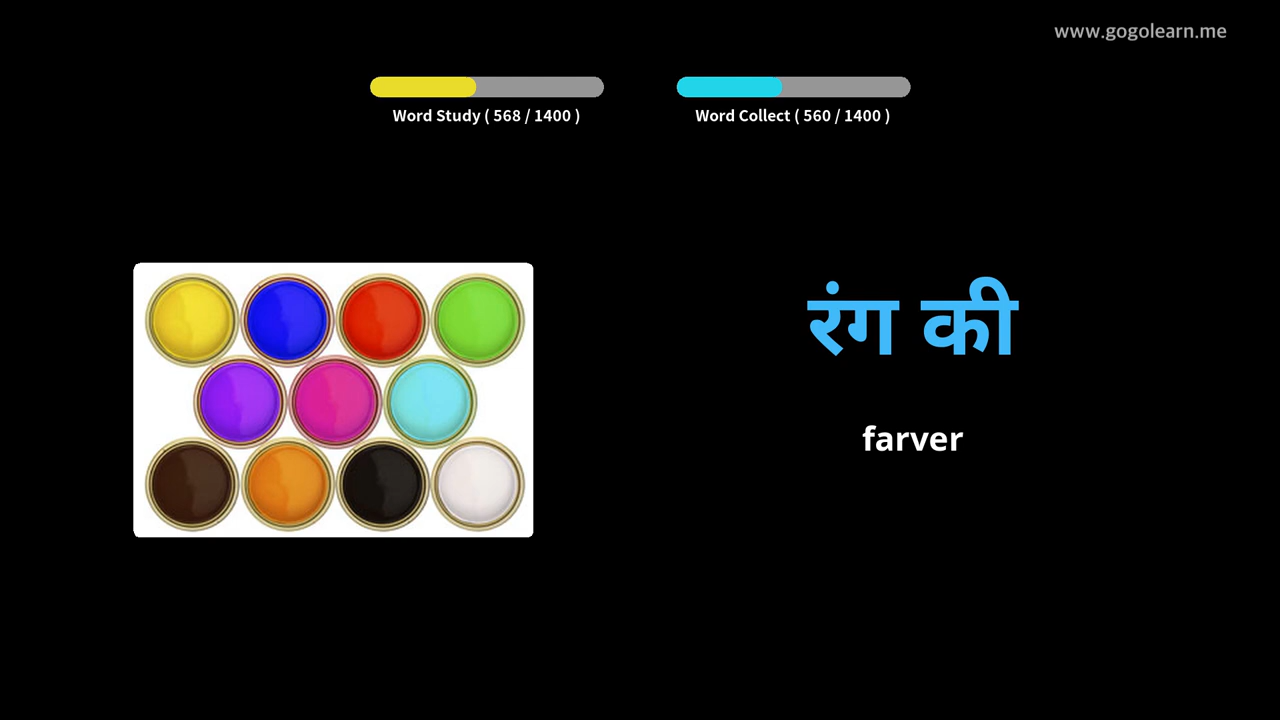 www.gogolearn.me
Word Study ( 568 / 1400 )
Word Collect ( 560 / 1400 )
रंग की
farver